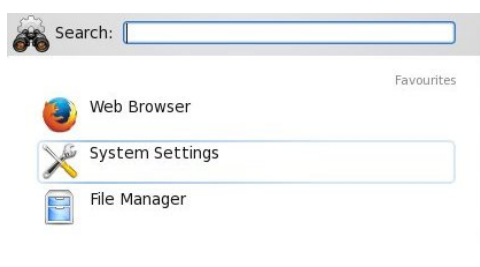 Search:
Favourites
Web Browser
System Settings
File Manager